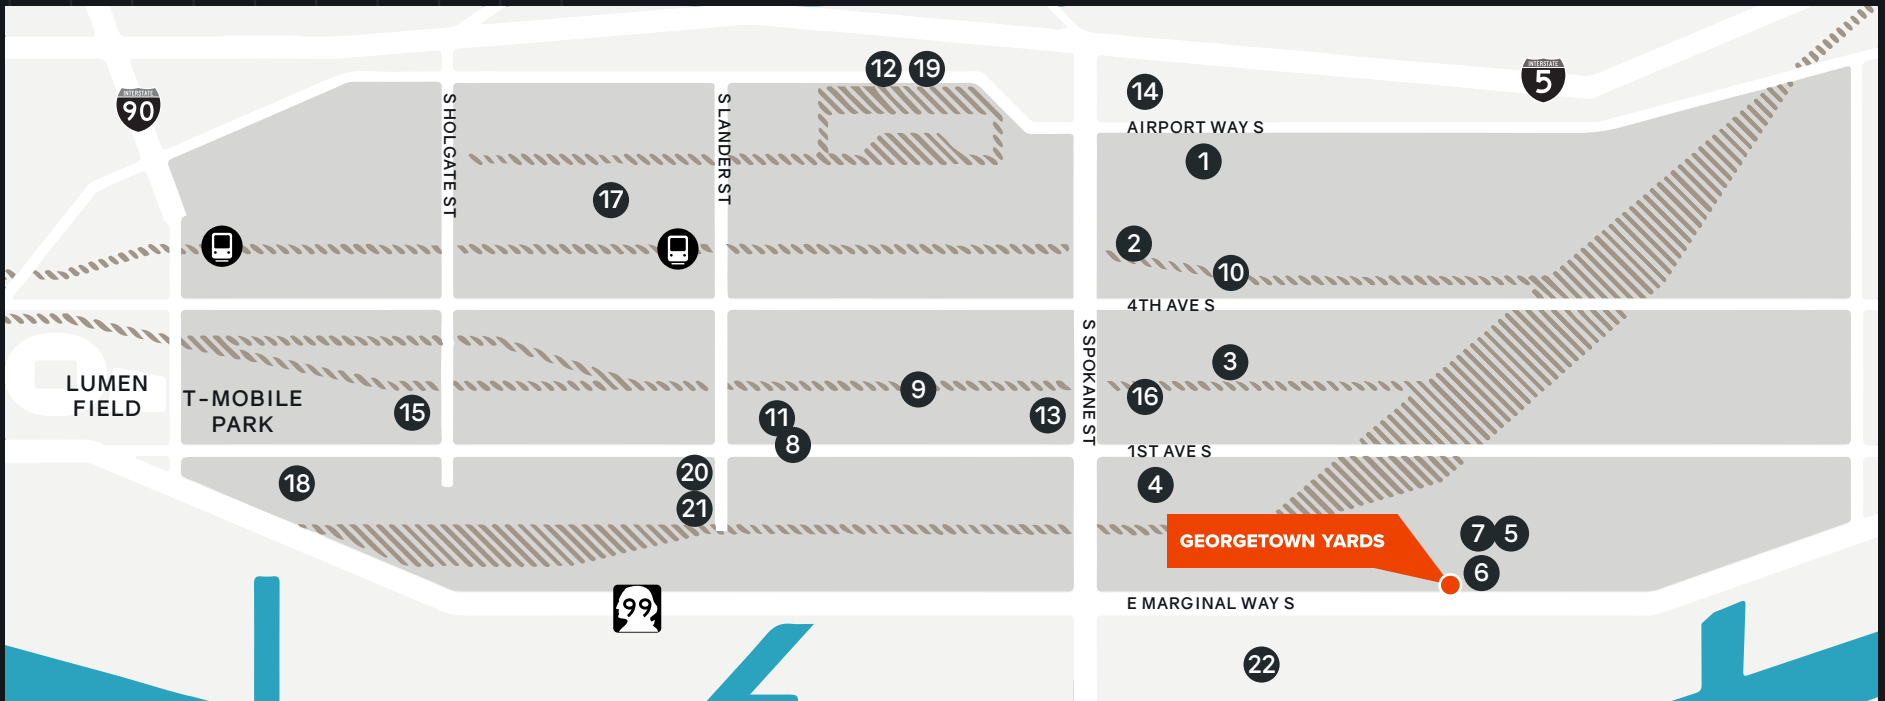 12
19
INTERSTATE
5
14
INTERSTATE
90
S HOLGATE ST
S LANDER ST
AIRPORT WAY S
1
17
2
10
4TH AVE S
S SPOKANE ST
3
LUMEN
FIELD
T-MOBILE
PARK
15
9
16
11
13
8
1ST AVE S
20
18
4
21
GEORGETOWN YARDS
7
5
6
99
E MARGINAL WAY S
22